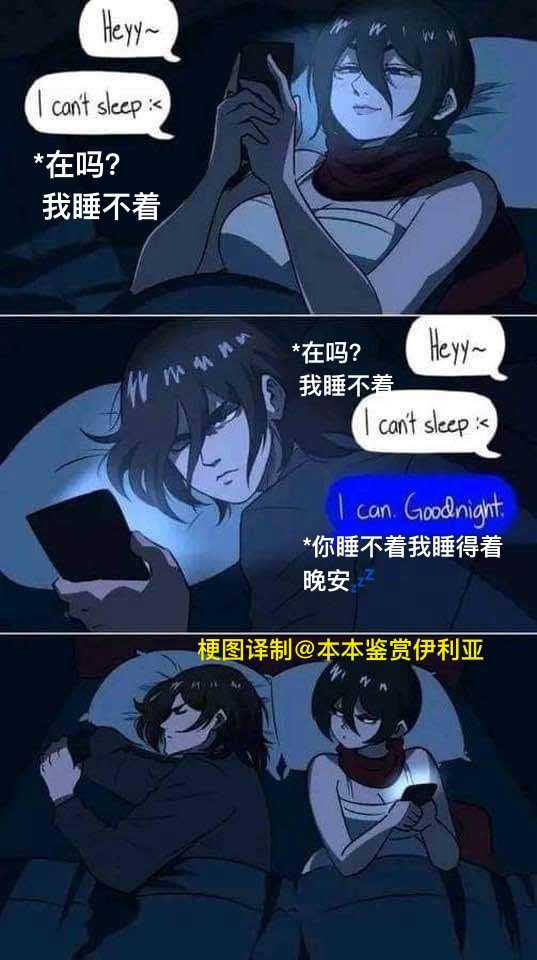 Heyy~
I can't sleep :<
*在吗?
我睡不着
*在吗?
我睡不着
Heyy~
I can't sleep :<
I can. Goodnight.
*你睡不着我睡得着
晚安💤
梗图译制@本本鉴赏伊利亚